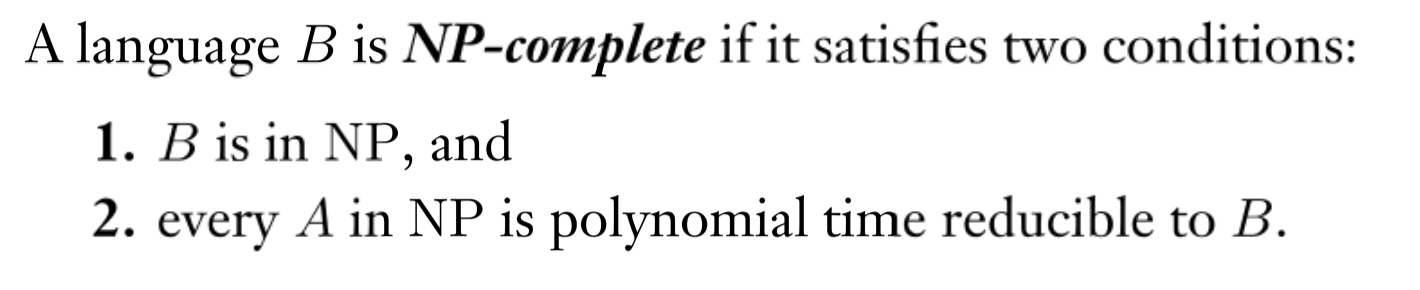 A language B is NP-complete if it satisfies two conditions:
1. B is in NP, and
2. every A in NP is polynomial time reducible to B.